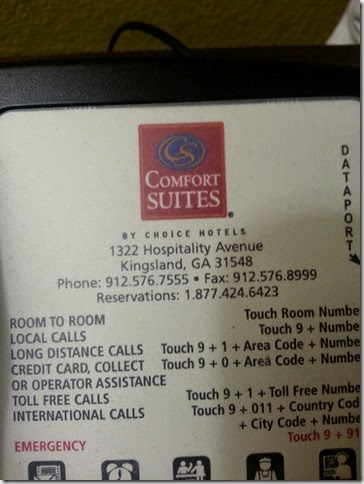 CS
COMFORT
SUITES®
BY CHOICE HOTELS
1322 Hospitality Avenue
Kingsland, GA 31548
Phone: 912.576.7555 • Fax: 912.576.8999
Reservations: 1.877.424.6423
DATAPORT
ROOM TO ROOM Touch Room Numbe
LOCAL CALLS Touch 9 + Numbe
LONG DISTANCE CALLS Touch 9 + 1 + Area Code + Numbe
CREDIT CARD, COLLECT Touch 9 + 0 + Area Code + Numbe
OR OPERATOR ASSISTANCE
TOLL FREE CALLS Touch 9 + 1 + Toll Free Numbe
INTERNATIONAL CALLS Touch 9 + 011 + Country Cod
+ City Code + Numbe
EMERGENCY Touch 9 + 91